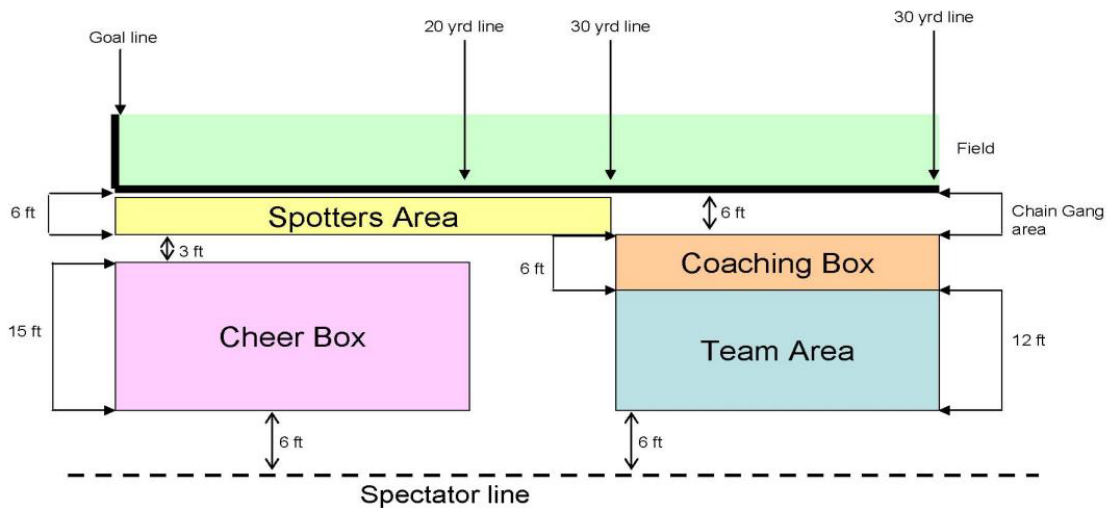 Goal line
20 yrd line
30 yrd line
30 yrd line
Field
6 ft
Spotters Area
6 ft
Chain Gang
area
3 ft
6 ft
Coaching Box
15 ft
Cheer Box
Team Area
12 ft
6 ft
6 ft
Spectator line